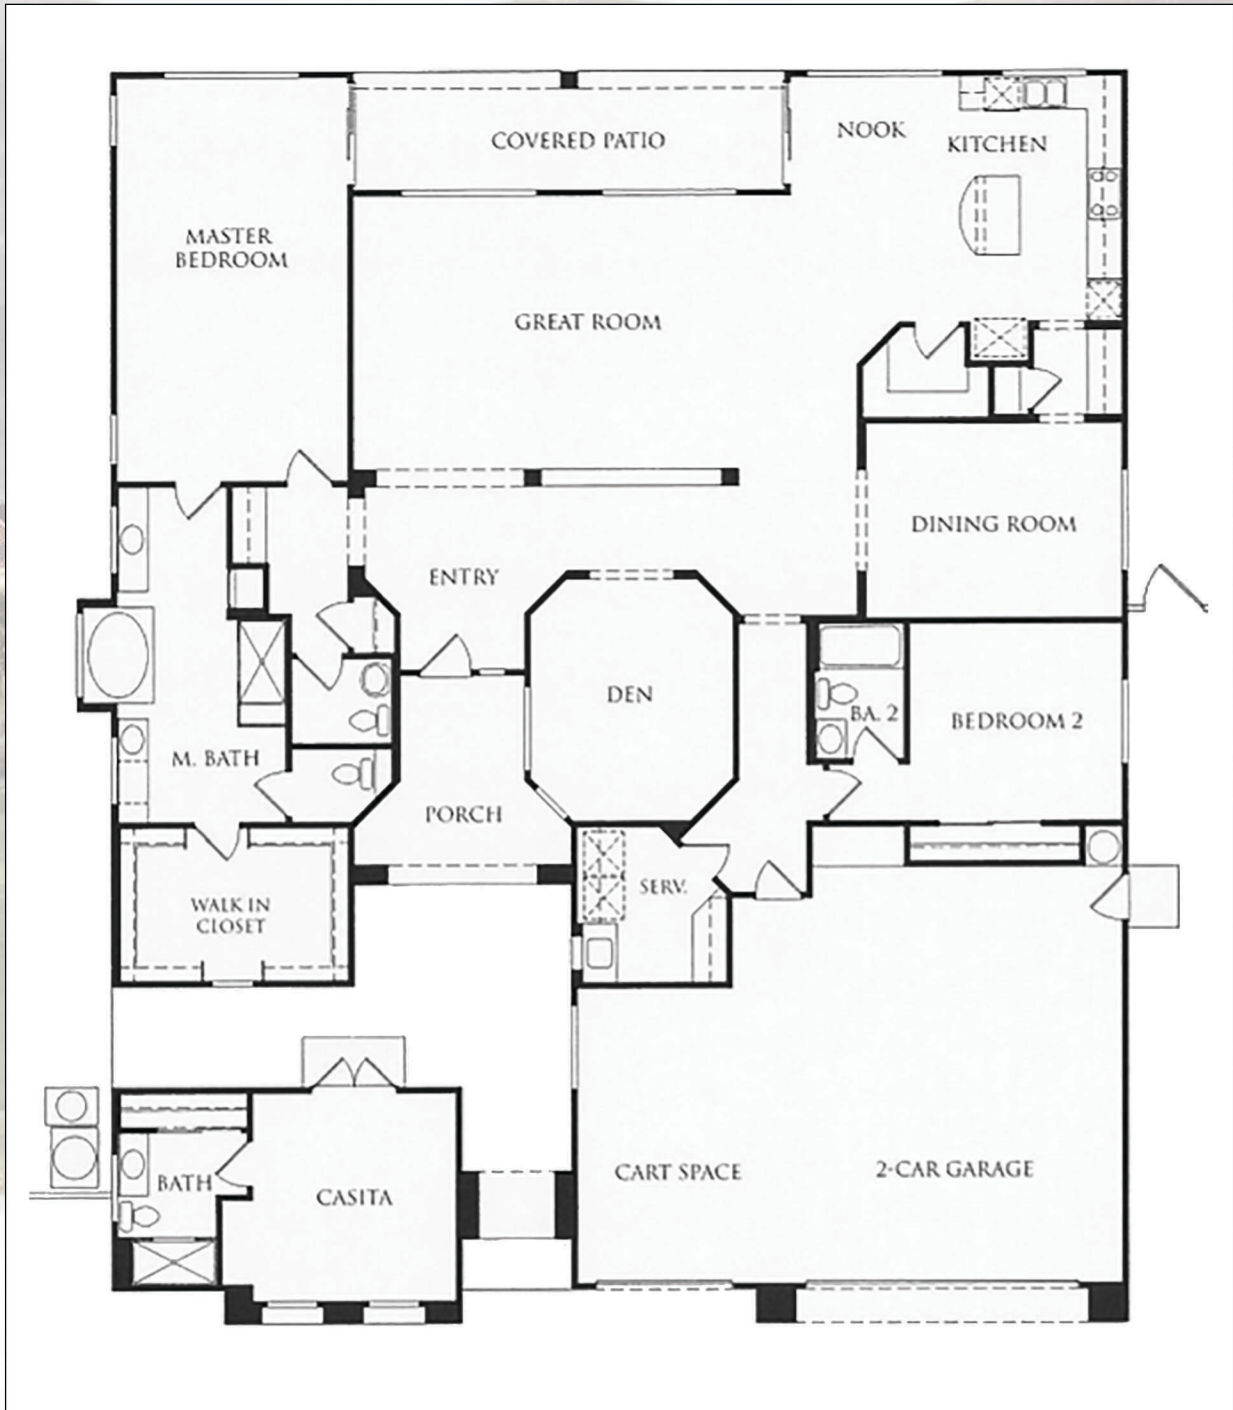 COVERED PATIO
NOOK
KITCHEN
MASTER
BEDROOM
GREAT ROOM
DINING ROOM
ENTRY
DEN
BA. 2
BEDROOM 2
M. BATH
PORCH
SERV.
WALK IN
CLOSET
CART SPACE
2-CAR GARAGE
BATH
CASITA